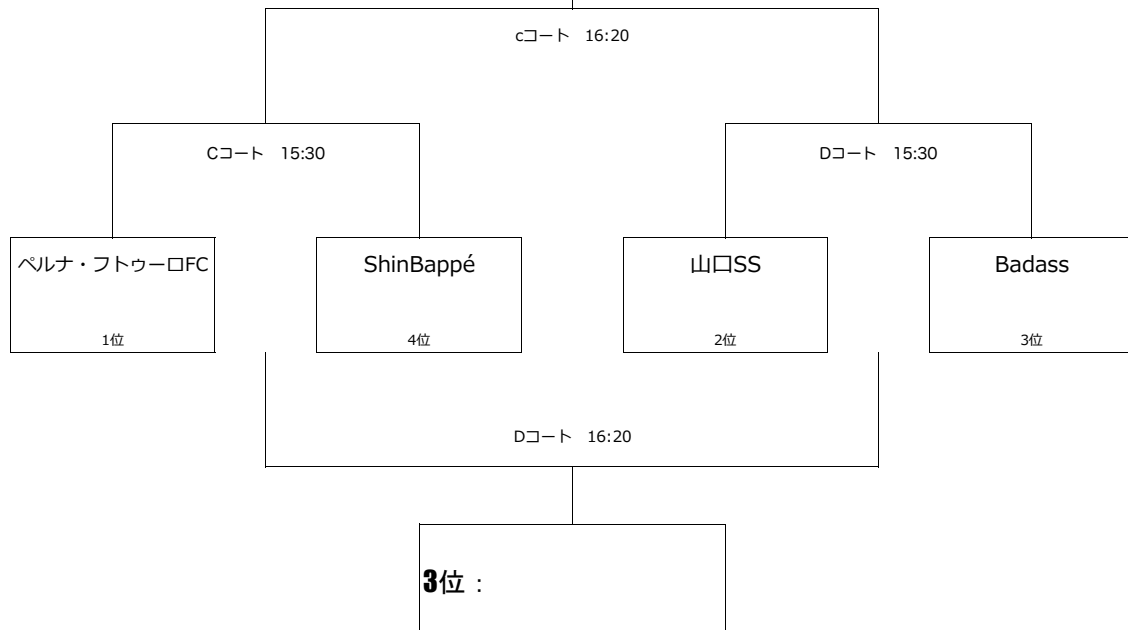 cコート　16:20
Cコート　15:30
Dコート　15:30
ペルナ・フトゥーロFC
ShinBappé
山口SS
Badass
1位
4位
2位
3位
Dコート　16:20
3位：